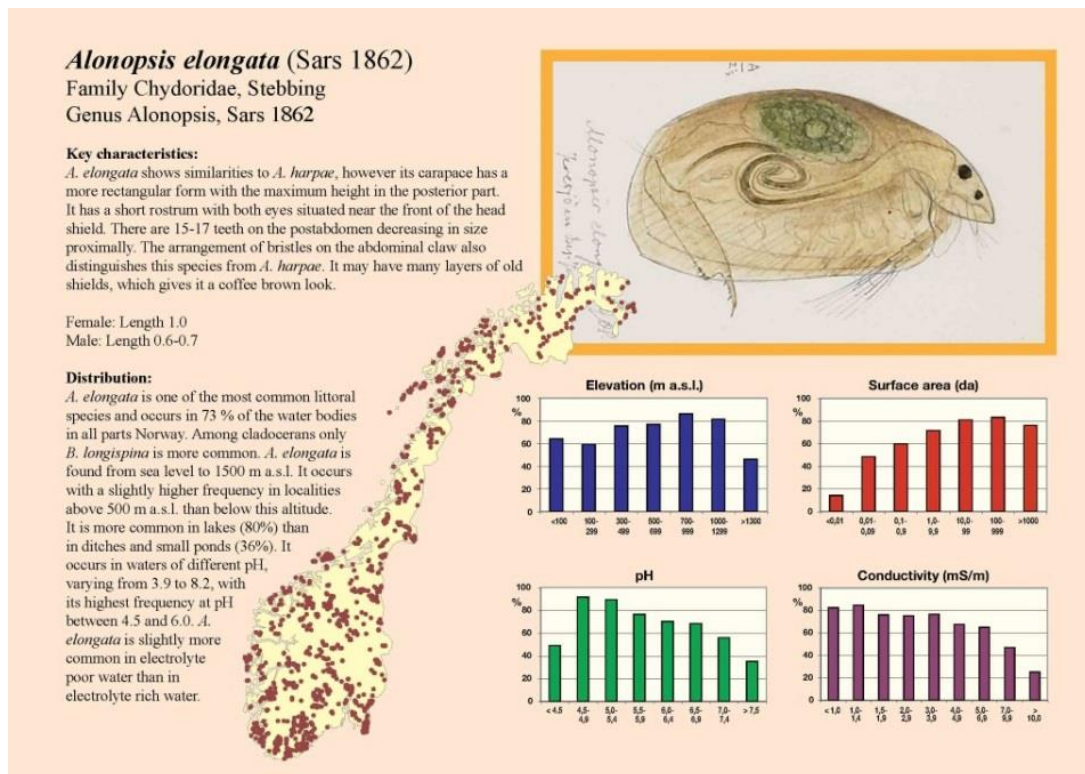 Alonopsis elongata (Sars 1862)
Family Chydoridae, Stebbing
Genus Alonopsis, Sars 1862
Key characteristics:
A. elongata shows similarities to A. harpae, however its carapace has a
more rectangular form with the maximum height in the posterior part.
It has a short rostrum with both eyes situated near the front of the head
shield. There are 15-17 teeth on the postabdomen decreasing in size
proximally. The arrangement of bristles on the abdominal claw also
distinguishes this species from A. harpae. It may have many layers of old
shields, which gives it a coffee brown look.
Female: Length 1.0
Male: Length 0.6-0.7
Distribution:
A. elongata is one of the most common littoral
species and occurs in 73 % of the water bodies
in all parts Norway. Among cladocerans only
B. longispina is more common. A. elongata is
found from sea level to 1500 m a.s.l. It occurs
with a slightly higher frequency in localities
above 500 m a.s.l. than below this altitude.
It is more common in lakes (80%) than
in ditches and small ponds (36%). It
occurs in waters of different pH,
varying from 3.9 to 8.2, with
its highest frequency at pH
between 4.5 and 6.0. A.
elongata is slightly more
common in electrolyte
poor water than in
electrolyte rich water.
Alonopsis elong
Elevation (m a.s.l.)
%
100
80
60
40
20
0
<100 100-299 300-499 500-699 700-999 1000-1299 >1300
Surface area (da)
%
100
80
60
40
20
0
<0,01 0,01-0,09 0,1-0,9 1,0-9,9 10,0-99 100-999 >1000
pH
%
100
80
60
40
20
0
< 4,5 4,5-4,9 5,0-5,4 5,5-5,9 6,0-6,4 6,5-6,9 7,0-7,4 > 7,5
Conductivity (mS/m)
%
100
80
60
40
20
0
< 1,0 1,0-1,4 1,5-1,9 2,0-2,9 3,0-3,9 4,0-4,9 5,0-6,9 7,0-9,9 > 10,0